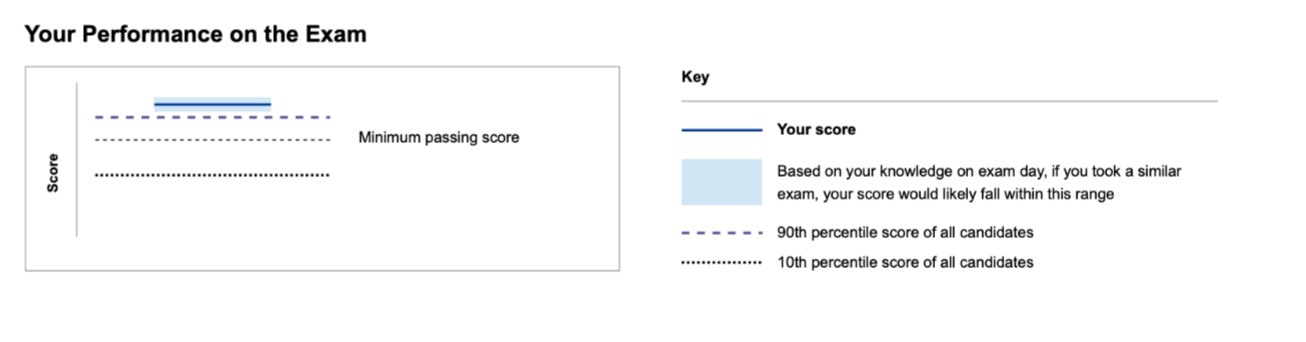 Your Performance on the Exam
Score
Minimum passing score
Key
Your score
Based on your knowledge on exam day, if you took a similar
exam, your score would likely fall within this range
90th percentile score of all candidates
10th percentile score of all candidates